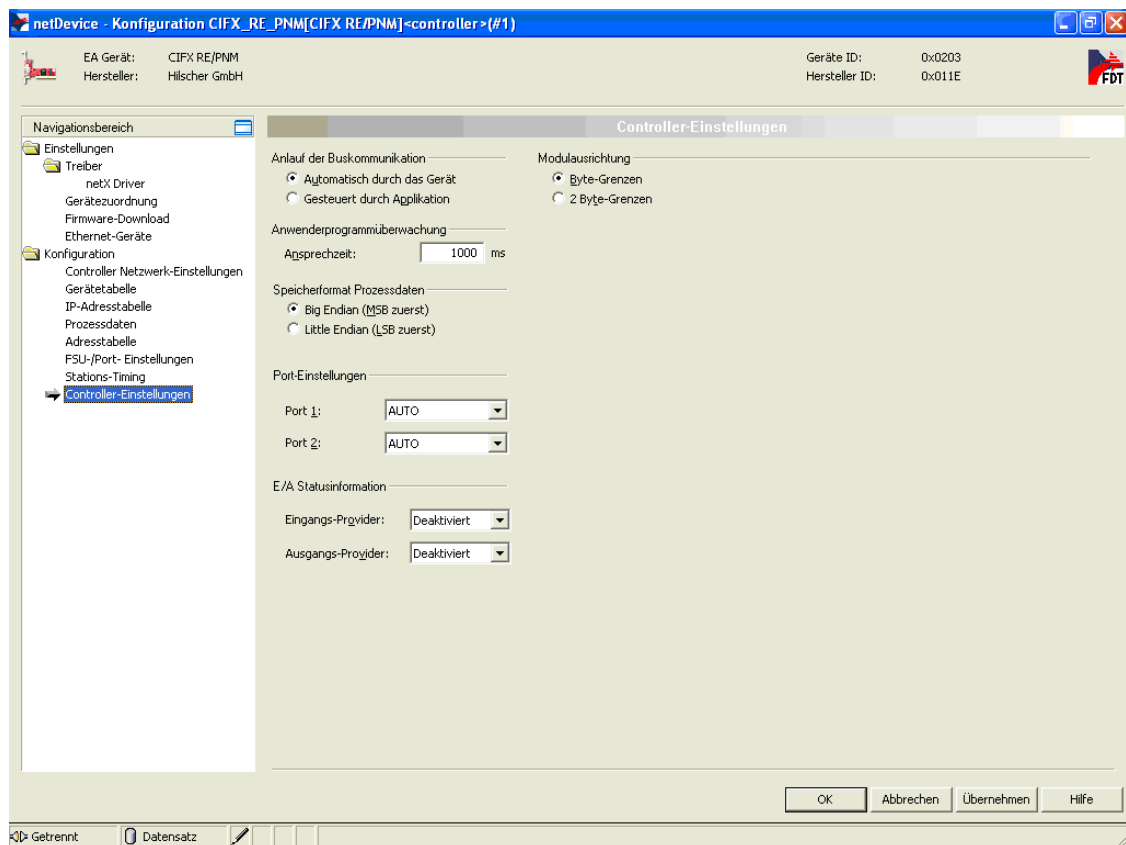 netDevice - Konfiguration CIFX_RE_PNM[CIFX RE/PNM]<controller>(#1)
EA Gerät: CIFX RE/PNM
Hersteller: Hilscher GmbH
Geräte ID: 0x0203
Hersteller ID: 0x011E
FDT
Navigationsbereich
Einstellungen
Treiber
netX Driver
Gerätezuordnung
Firmware-Download
Ethernet-Geräte
Konfiguration
Controller Netzwerk-Einstellungen
Gerätetabelle
IP-Adresstabelle
Prozessdaten
Adresstabelle
FSU-/Port- Einstellungen
Stations-Timing
Controller-Einstellungen
Controller-Einstellungen
Anlauf der Buskommunikation
Automatisch durch das Gerät
Gesteuert durch Applikation
Anwenderprogrammüberwachung
Ansprechzeit: 1000 ms
Speicherformat Prozessdaten
Big Endian (MSB zuerst)
Little Endian (LSB zuerst)
Port-Einstellungen
Port 1: AUTO
Port 2: AUTO
E/A Statusinformation
Eingangs-Provider: Deaktiviert
Ausgangs-Provider: Deaktiviert
Modulausrichtung
Byte-Grenzen
2 Byte-Grenzen
OK Abbrechen Übernehmen Hilfe
Getrennt Datensatz